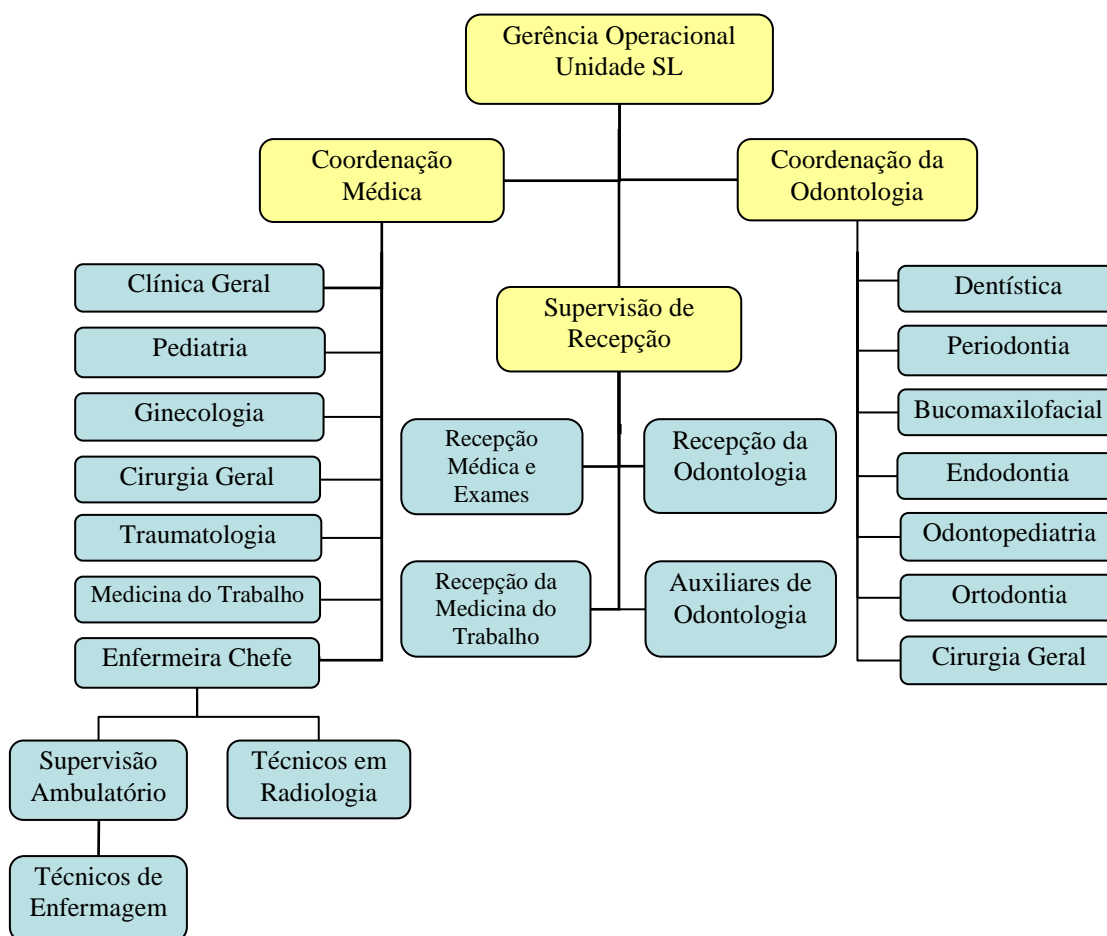 Gerência Operacional
Unidade SL
Coordenação
Médica
Coordenação da
Odontologia
Clínica Geral
Pediatria
Ginecologia
Cirurgia Geral
Traumatologia
Medicina do Trabalho
Enfermeira Chefe
Supervisão
Ambulatório
Técnicos em
Radiologia
Técnicos de
Enfermagem
Supervisão de
Recepção
Recepção
Médica e
Exames
Recepção da
Odontologia
Recepção da
Medicina do
Trabalho
Auxiliares de
Odontologia
Dentística
Periodontia
Bucomaxilofacial
Endodontia
Odontopediatria
Ortodontia
Cirurgia Geral